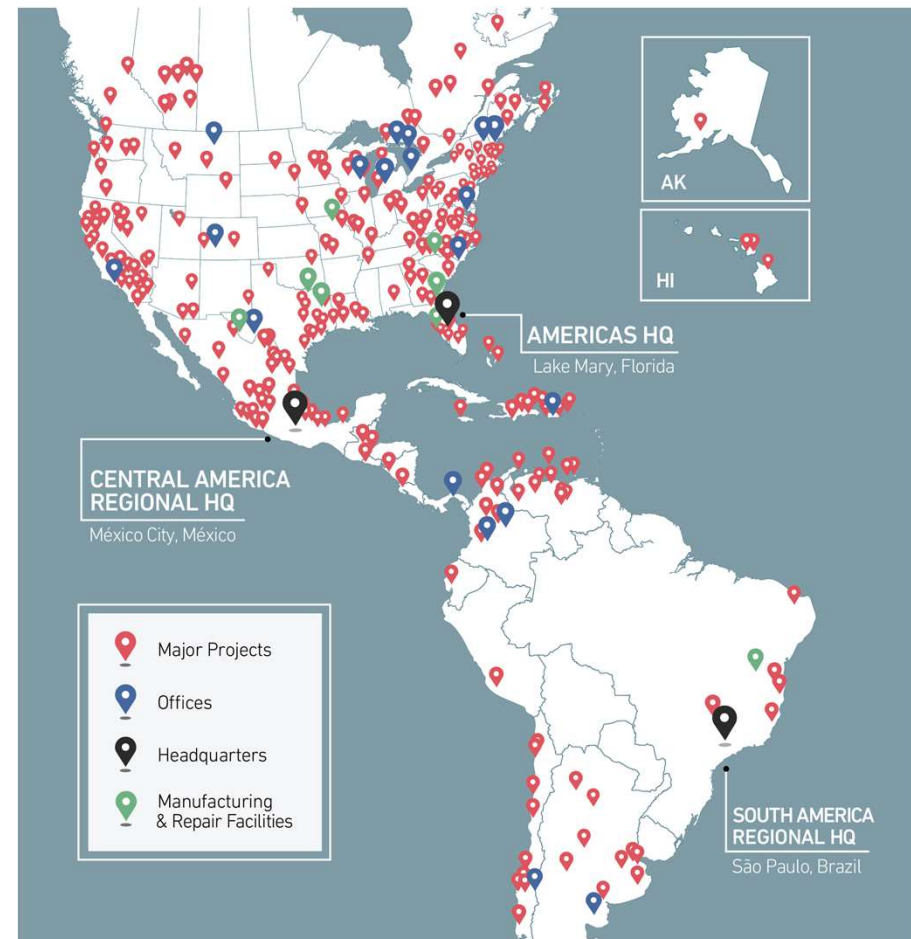 AK
HI
AMERICAS HQ
Lake Mary, Florida
CENTRAL AMERICA
REGIONAL HQ
México City, México
Major Projects
Offices
Headquarters
Manufacturing
& Repair Facilities
SOUTH AMERICA
REGIONAL HQ
São Paulo, Brazil